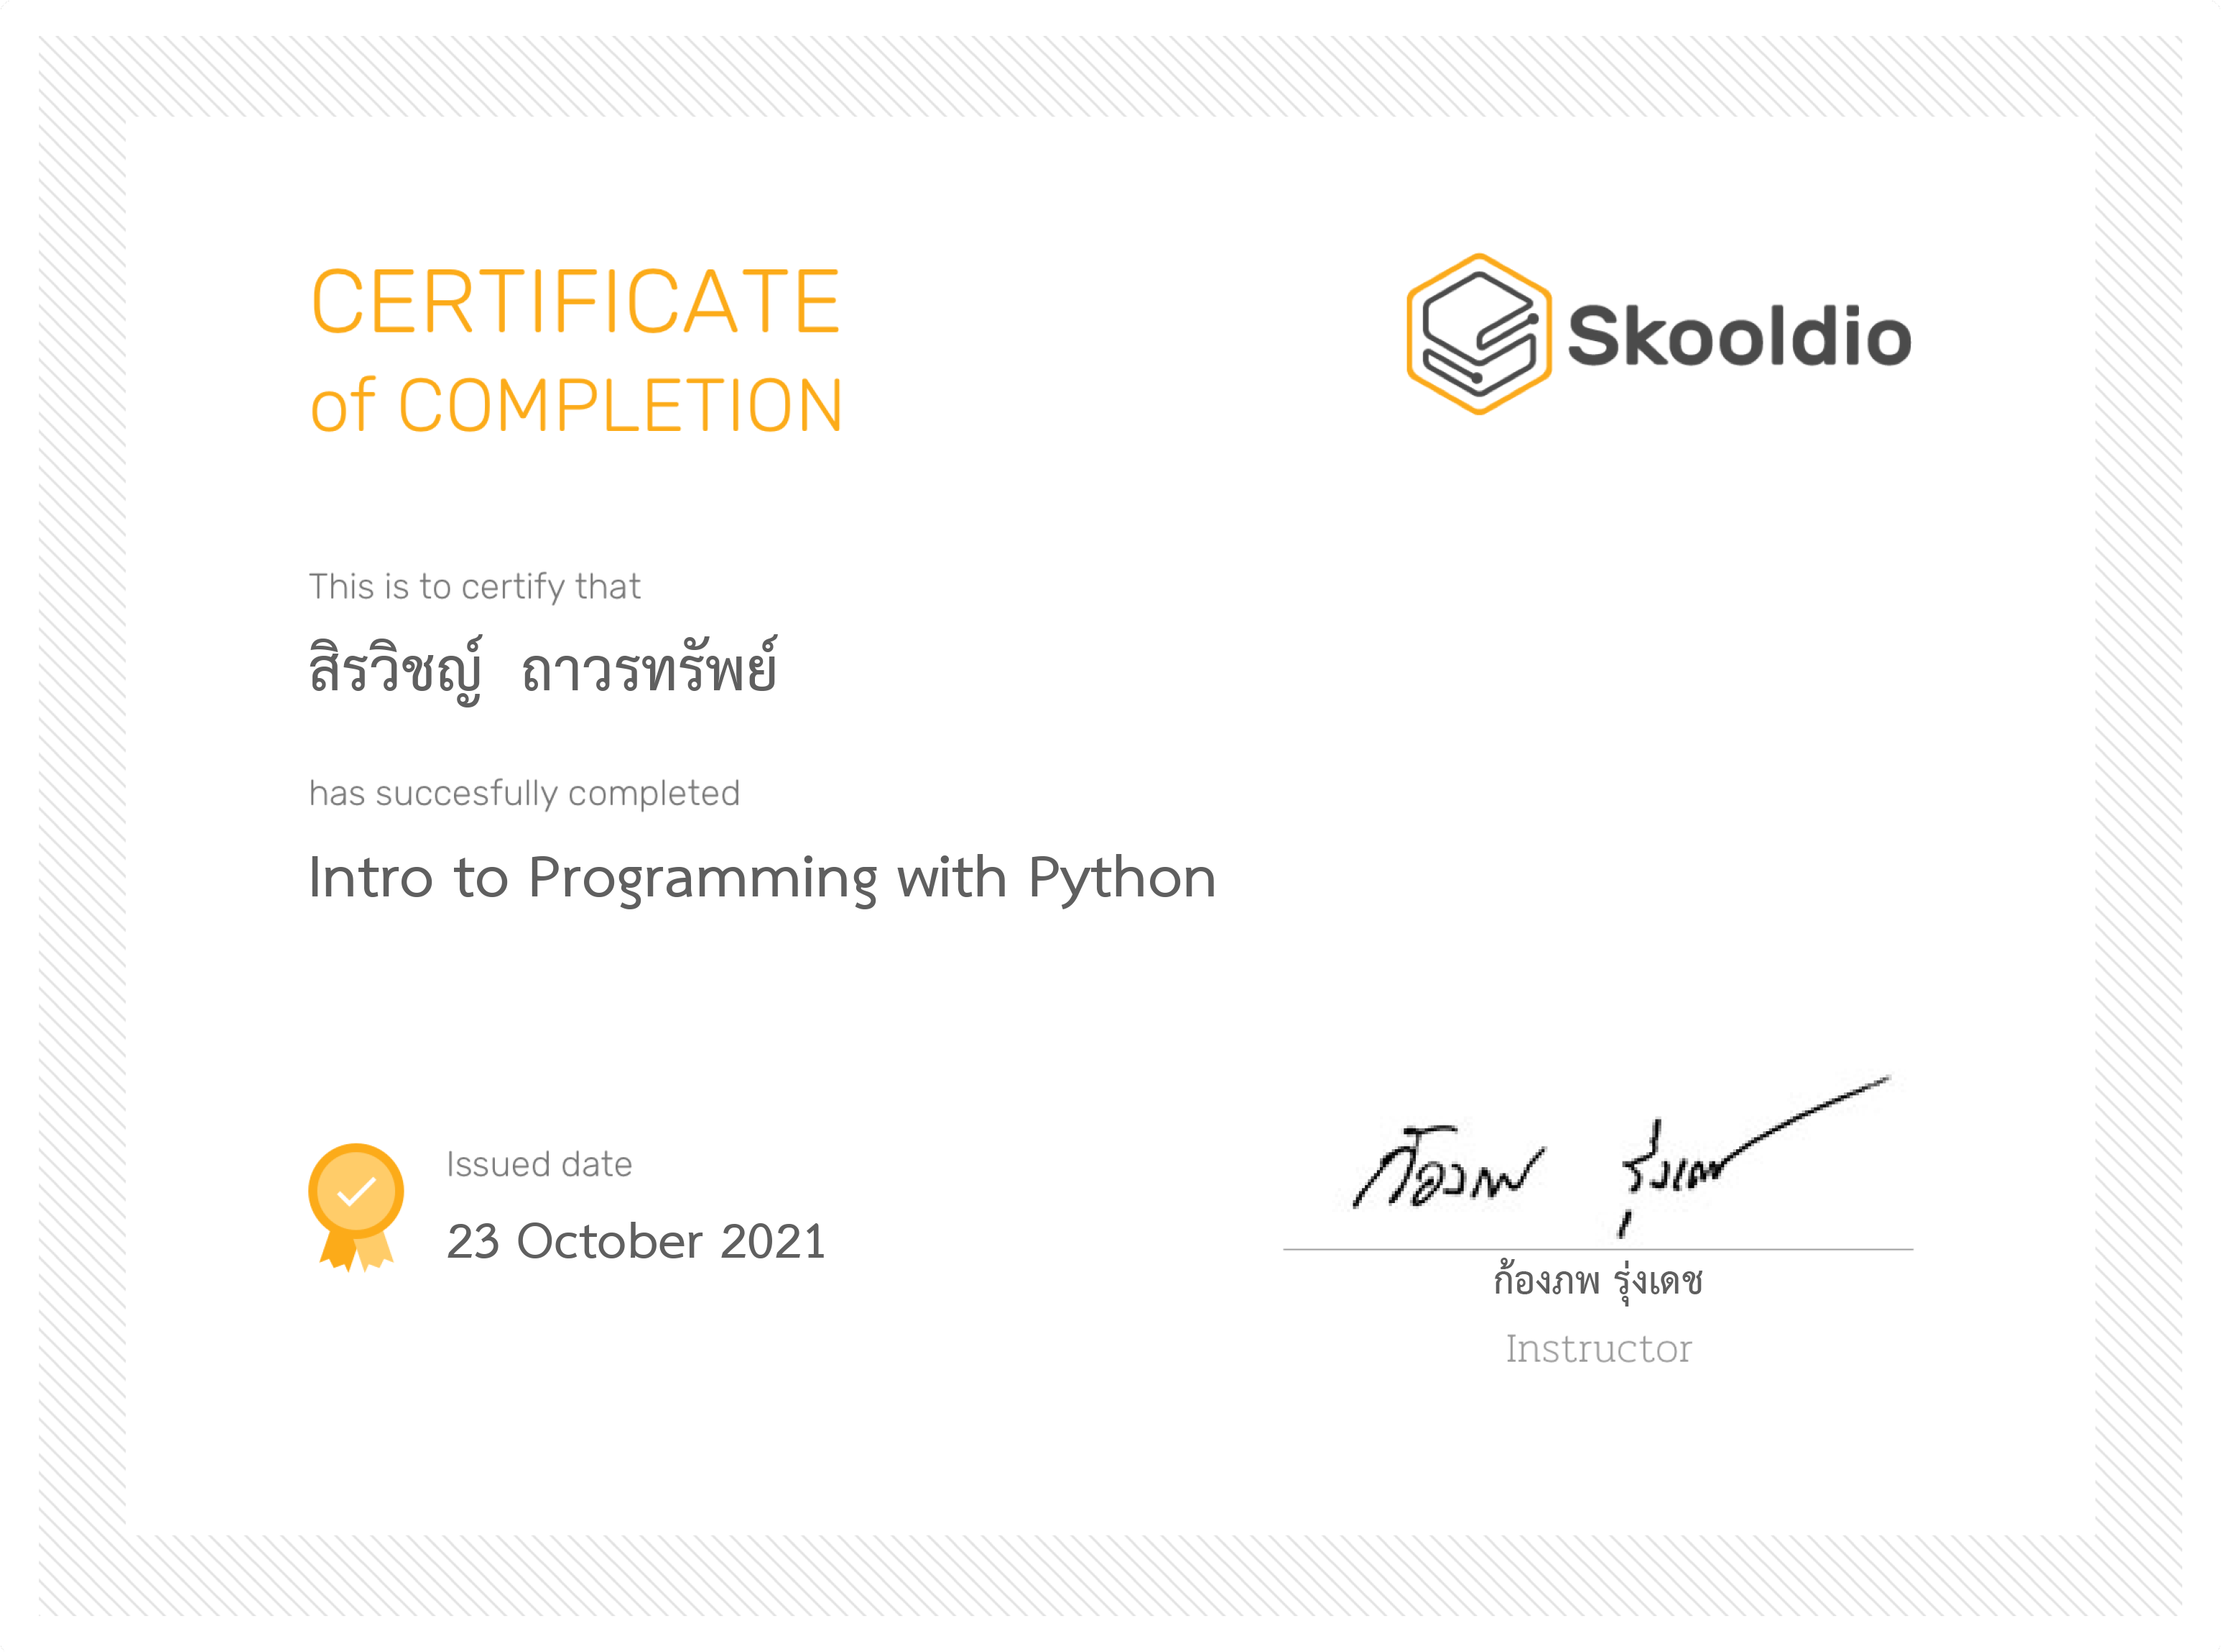 CERTIFICATE
of COMPLETION
Skooldio
This is to certify that
สิรวิชญ์ ถาวรทรัพย์
has succesfully completed
Intro to Programming with Python
Issued date
23 October 2021
ก้องภพ รุ่งเดช
ก้องภพ รุ่งเดช
Instructor